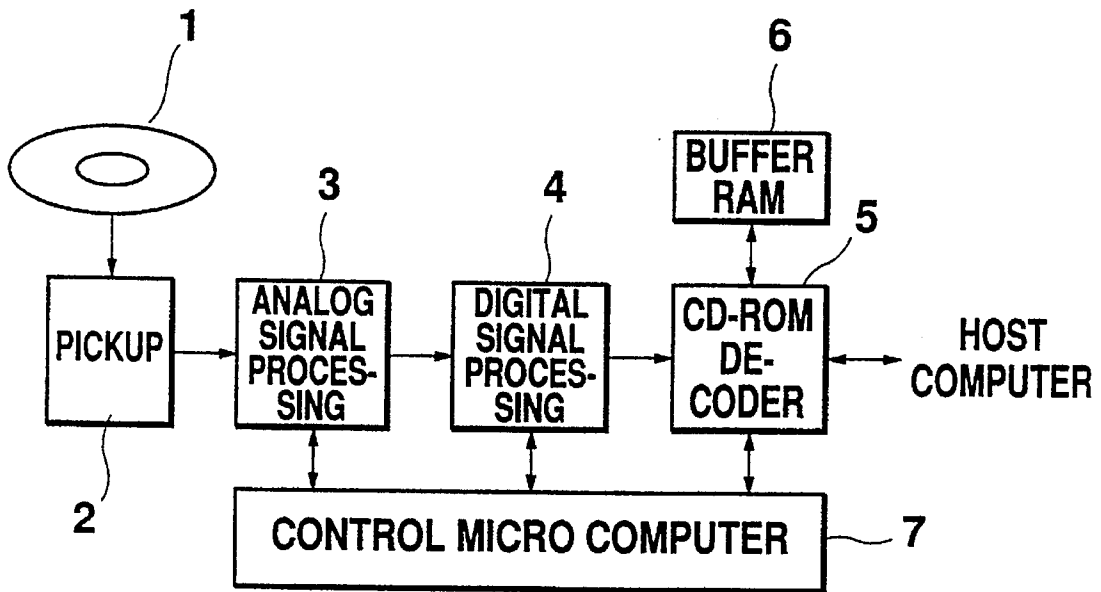 1
6
BUFFER
RAM
3
4
5
PICKUP
ANALOG
SIGNAL
PROCES-
SING
DIGITAL
SIGNAL
PROCES-
SING
CD-ROM
DE-
CODER
HOST
COMPUTER
2
CONTROL MICRO COMPUTER
7